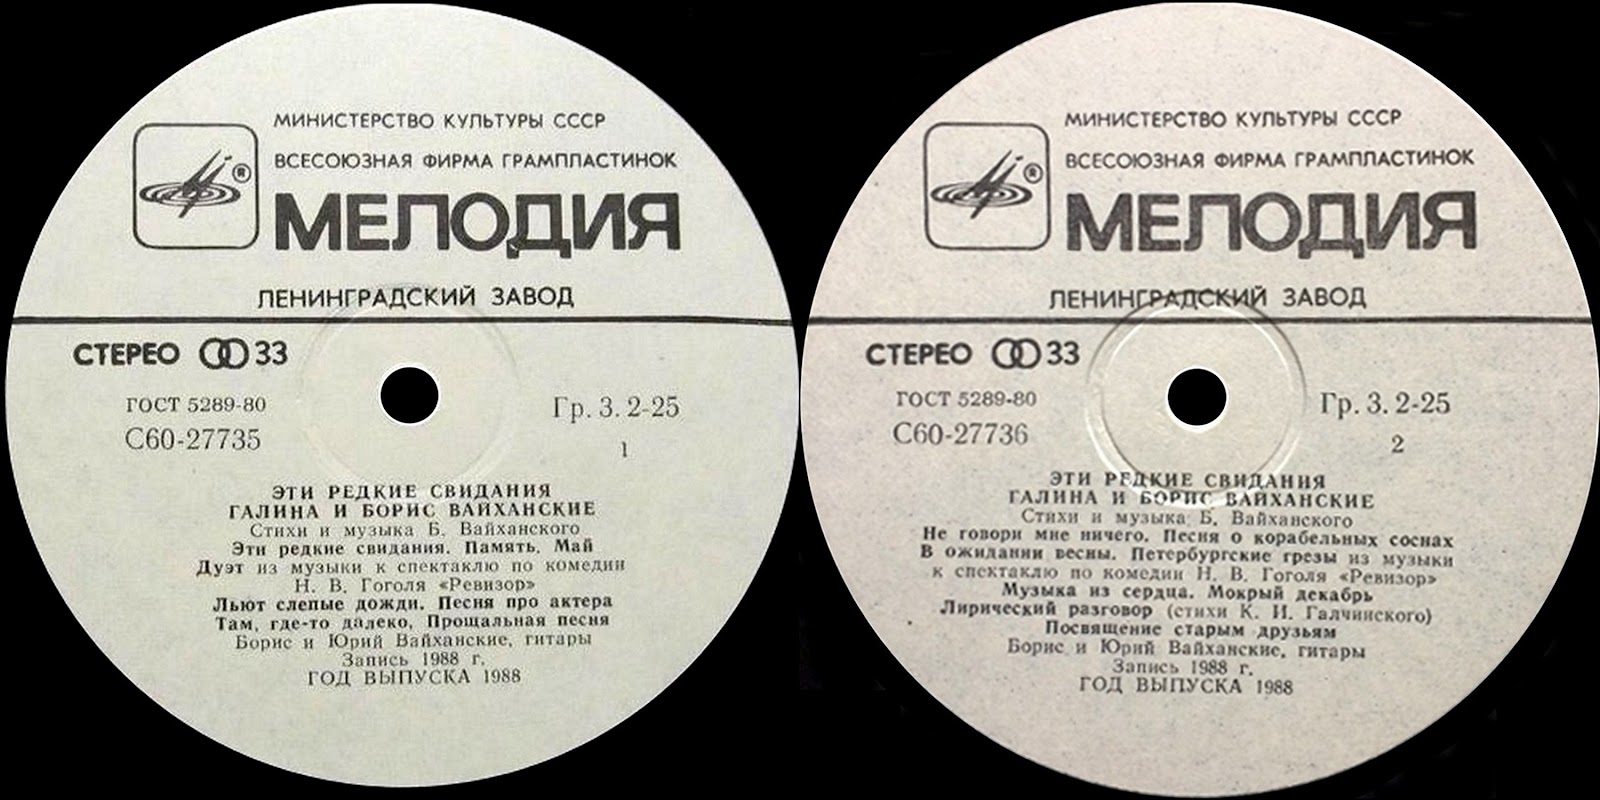 МИНИСТЕРСТВО КУЛЬТУРЫ СССР
ВСЕСОЮЗНАЯ ФИРМА ГРАМПЛАСТИНОК
®
МЕЛОДИЯ
ЛЕНИНГРАДСКИЙ ЗАВОД
СТЕРЕО 33
ГОСТ 5289-80
Гр. 3. 2-25
С60-27735
1
ЭТИ РЕДКИЕ СВИДАНИЯ
ГАЛИНА И БОРИС ВАЙХАНСКИЕ
Стихи и музыка Б. Вайханского
Эти редкие свидания. Память. Май
Дуэт из музыки к спектаклю по комедии
Н. В. Гоголя «Ревизор»
Льют слепые дожди. Песня про актера
Там, где-то далеко. Прощальная песня
Борис и Юрий Вайханские, гитары
Запись 1988 г.
ГОД ВЫПУСКА 1988
МИНИСТЕРСТВО КУЛЬТУРЫ СССР
ВСЕСОЮЗНАЯ ФИРМА ГРАМПЛАСТИНОК
®
МЕЛОДИЯ
ЛЕНИНГРАДСКИЙ ЗАВОД
СТЕРЕО 33
ГОСТ 5289-80
Гр. 3. 2-25
С60-27736
2
ЭТИ РЕДКИЕ СВИДАНИЯ
ГАЛИНА И БОРИС ВАЙХАНСКИЕ
Стихи и музыка Б. Вайханского
Не говори мне ничего. Песня о корабельных соснах
В ожидании весны. Петербургские грезы из музыки
к спектаклю по комедии Н. В. Гоголя «Ревизор»
Музыка из сердца. Мокрый декабрь
Лирический разговор (стихи К. И. Галчинского)
Посвящение старым друзьям
Борис и Юрий Вайханские, гитары
Запись 1988 г.
ГОД ВЫПУСКА 1988